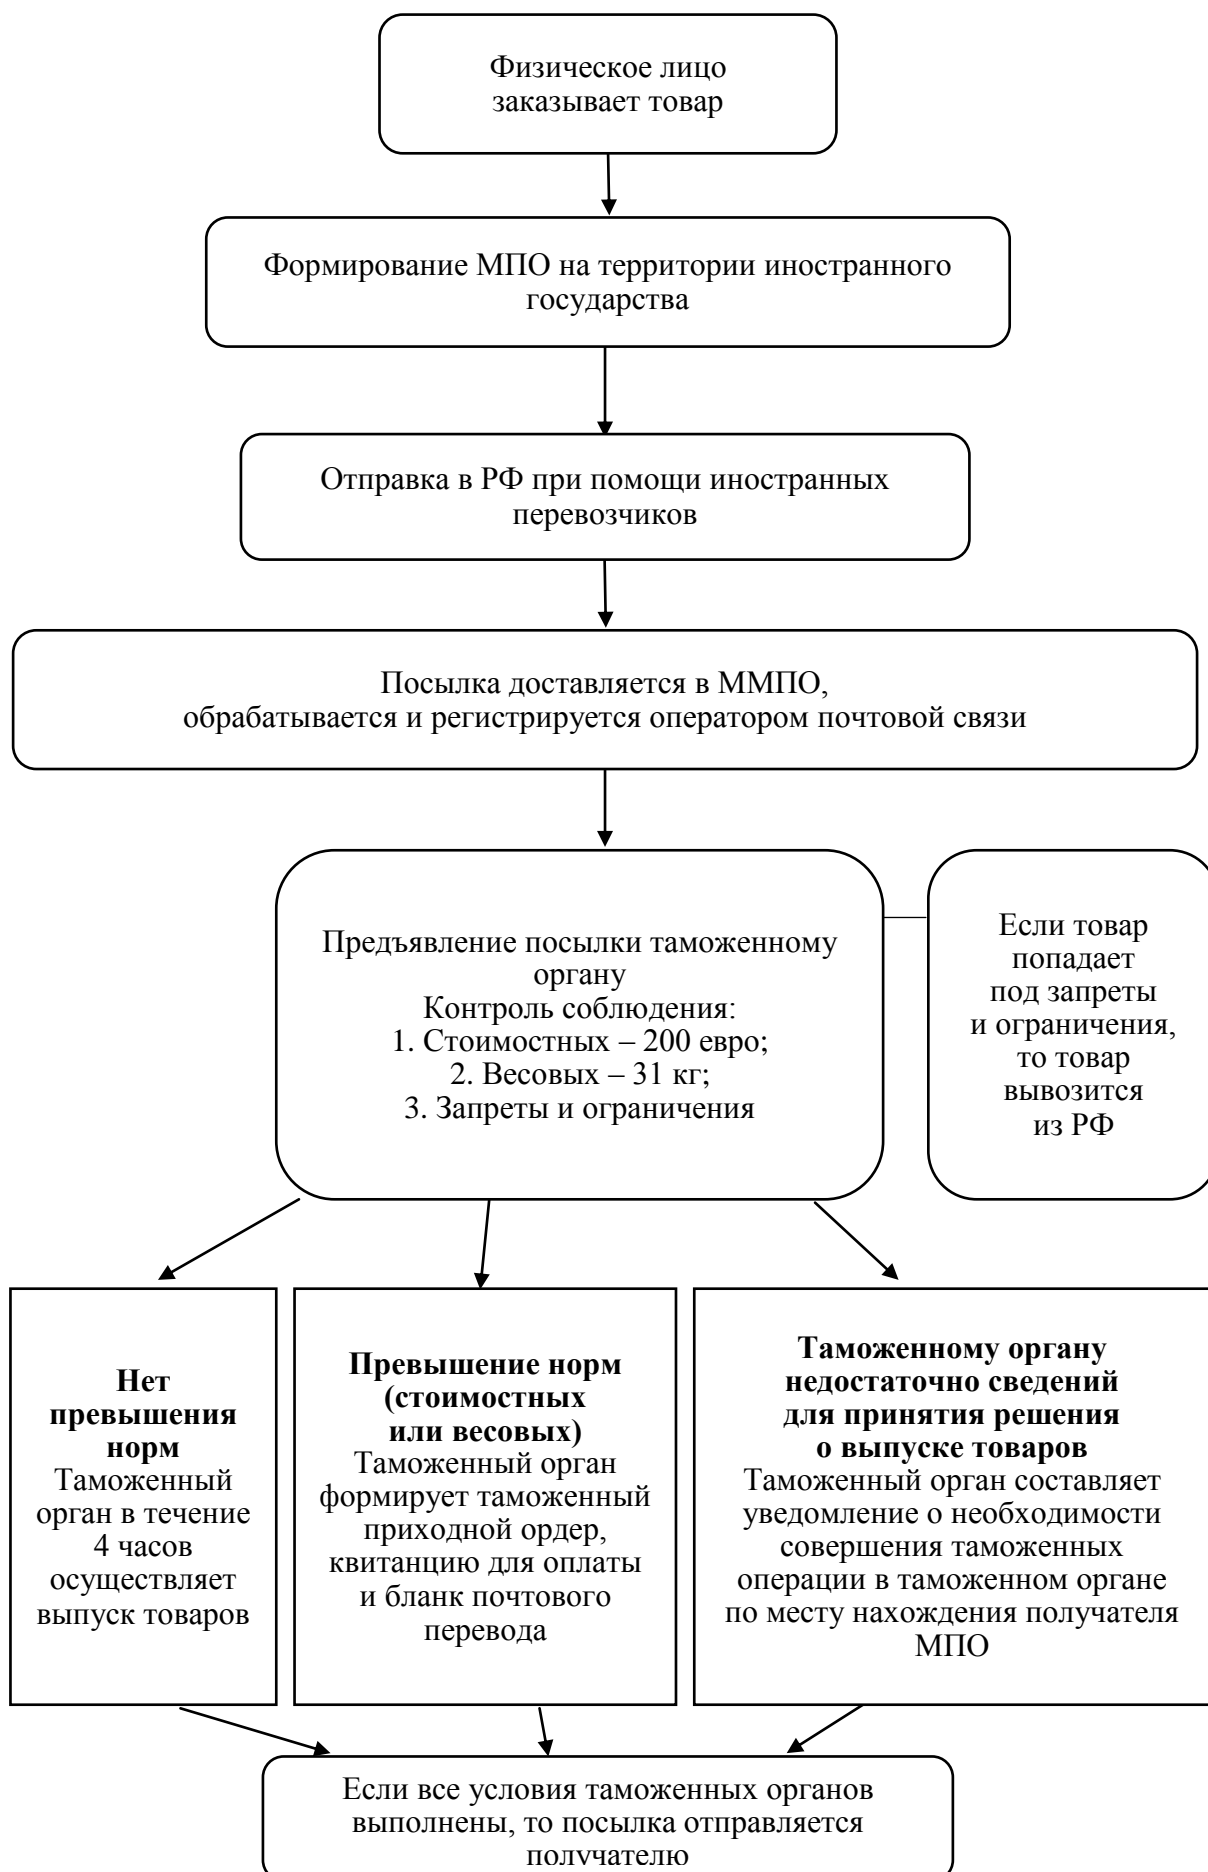 Физическое лицо
заказывает товар
Формирование МПО на территории иностранного
государства
Отправка в РФ при помощи иностранных
перевозчиков
Посылка доставляется в ММПО,
обрабатывается и регистрируется оператором почтовой связи
Предъявление посылки таможенному
органу
Контроль соблюдения:
1. Стоимостных – 200 евро;
2. Весовых – 31 кг;
3. Запреты и ограничения
Если товар
попадает
под запреты
и ограничения,
то товар
вывозится
из РФ
Нет
превышения
норм
Таможенный
орган в течение
4 часов
осуществляет
выпуск товаров
Превышение норм
(стоимостных
или весовых)
Таможенный орган
формирует таможенный
приходной ордер,
квитанцию для оплаты
и бланк почтового
перевода
Таможенному органу
недостаточно сведений
для принятия решения
о выпуске товаров
Таможенный орган составляет
уведомление о необходимости
совершения таможенных
операции в таможенном органе
по месту нахождения получателя
МПО
Если все условия таможенных органов
выполнены, то посылка отправляется
получателю